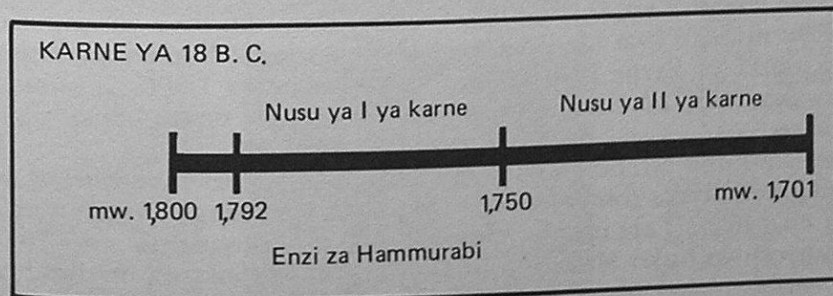 KARNE YA 18 B. C.
Nusu ya I ya karne
Nusu ya II ya karne
mw. 1,800
1,792
1,750
mw. 1,701
Enzi za Hammurabi